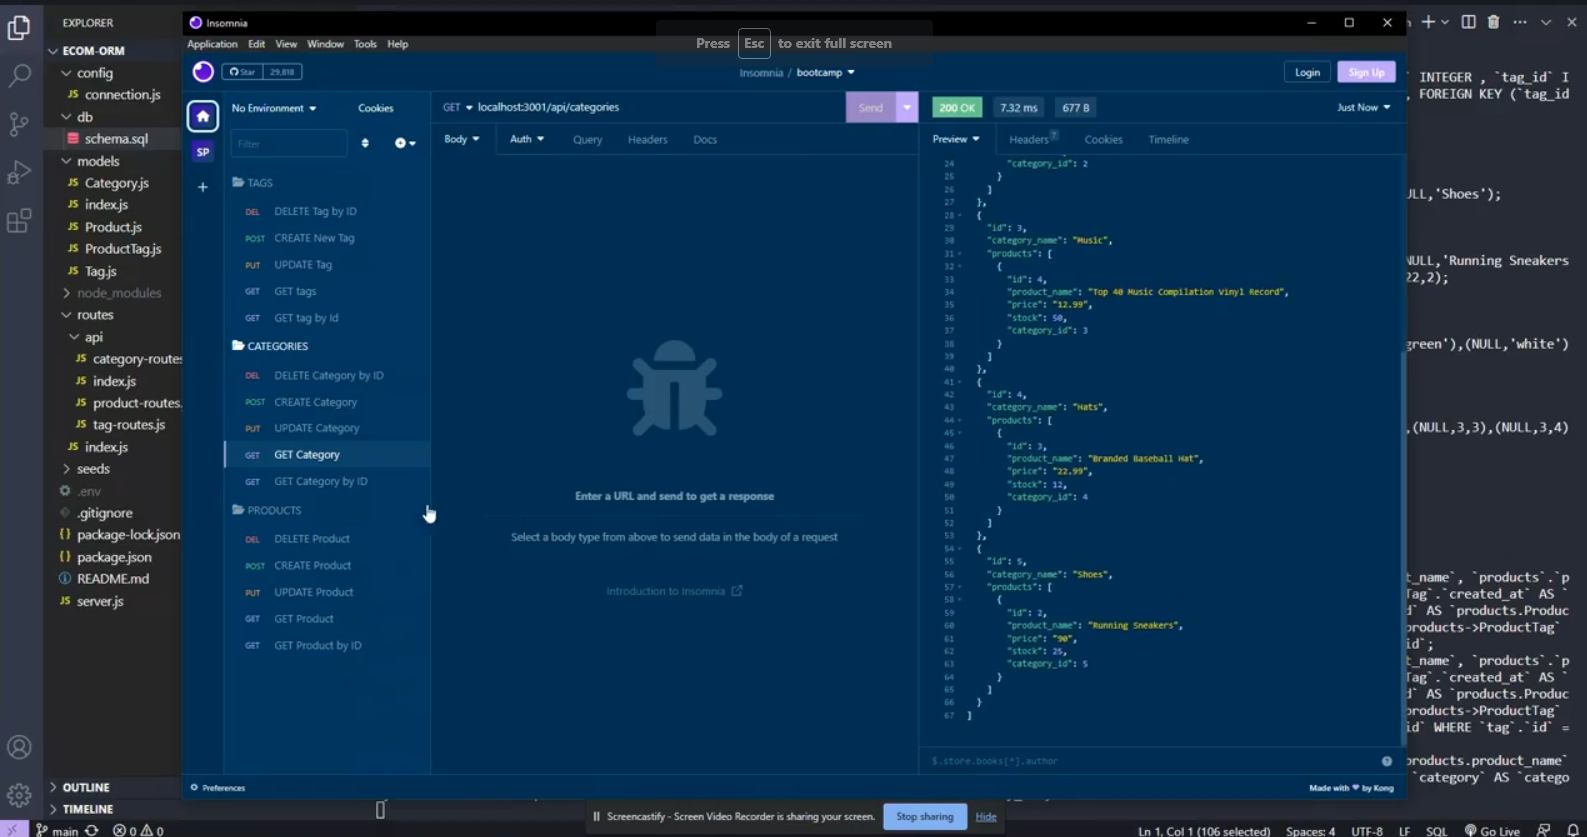 EXPLORER
ECOM-ORM
config
JS connection.js
db
schema.sql
models
JS Category.js
JS index.js
JS Product.js
JS ProductTag.js
JS Tag.js
node_modules
routes
api
JS category-routes
JS index.js
JS product-routes.
JS tag-routes.js
JS index.js
seeds
.env
.gitignore
{} package-lock.json
{} package.json
README.md
JS server.js
OUTLINE
TIMELINE
Insomnia
Application Edit View Window Tools Help
Press Esc to exit full screen
Star 29,818
Insomnia / bootcamp
Login
Sign Up
No Environment
Cookies
Filter
SP
TAGS
DEL DELETE Tag by ID
POST CREATE New Tag
PUT UPDATE Tag
GET GET tags
GET GET tag by Id
CATEGORIES
DEL DELETE Category by ID
POST CREATE Category
PUT UPDATE Category
GET GET Category
GET GET Category by ID
PRODUCTS
DEL DELETE Product
POST CREATE Product
PUT UPDATE Product
GET GET Product
GET GET Product by ID
Preferences
GET localhost:3001/api/categories
Send
Body Auth Query Headers Docs
Enter a URL and send to get a response
Select a body type from above to send data in the body of a request
Introduction to Insomnia
200 OK 7.32 ms 677 B
Just Now
Preview Headers 7 Cookies Timeline
24 "category_id": 2
25 }
26 ]
27 },
28 {
29 "id": 3,
30 "category_name": "Music",
31 "products": [
32 {
33 "id": 4,
34 "product_name": "Top 40 Music Compilation Vinyl Record",
35 "price": "12.99",
36 "stock": 50,
37 "category_id": 3
38 }
39 ]
40 },
41 {
42 "id": 4,
43 "category_name": "Hats",
44 "products": [
45 {
46 "id": 3,
47 "product_name": "Branded Baseball Hat",
48 "price": "22.99",
49 "stock": 12,
50 "category_id": 4
51 }
52 ]
53 },
54 {
55 "id": 5,
56 "category_name": "Shoes",
57 "products": [
58 {
59 "id": 2,
60 "product_name": "Running Sneakers",
61 "price": "90",
62 "stock": 25,
63 "category_id": 5
64 }
65 ]
66 }
67 ]
$.store.books[*].author
Made with ♥ by Kong
` INTEGER , `tag_id` I
, FOREIGN KEY (`tag_id
ULL,'Shoes');
NULL,'Running Sneakers
22,2);
green'),(NULL,'white')
,(NULL,3,3),(NULL,3,4)
t_name`, `products`.`p
Tag`.`created_at` AS `
d` AS `products.Produc
products->ProductTag`
id`;
t_name`, `products`.`p
Tag`.`created_at` AS `
d` AS `products.Produc
products->ProductTag`
id` WHERE `tag`.`id` =
roducts.product_name`
`category` AS `catego
Screencastify - Screen Video Recorder is sharing your screen.
Stop sharing
Hide
main 0 0
Ln 1, Col 1 (106 selected) Spaces: 4 UTF-8 LF SQL Go Live